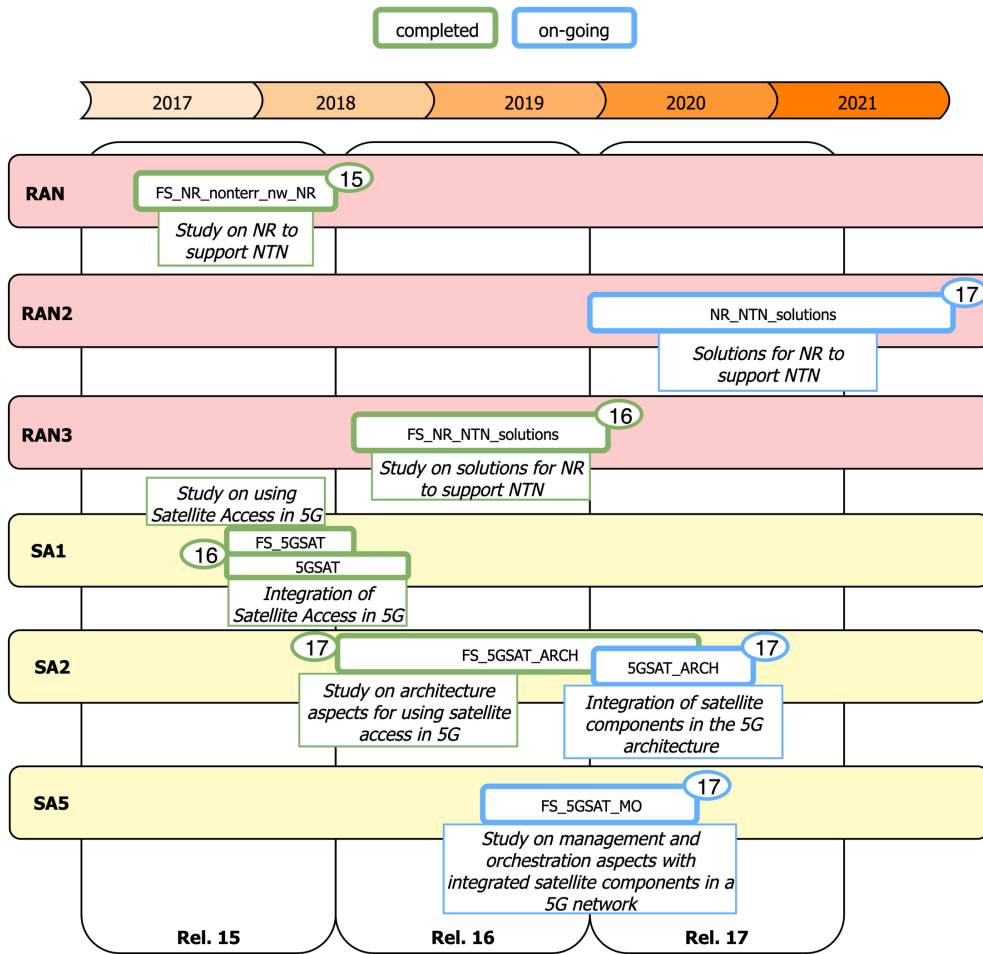 completed
on-going
2017
2018
2019
2020
2021
RAN
FS_NR_nonterr_nw_NR
15
Study on NR to
support NTN
RAN2
NR_NTN_solutions
17
Solutions for NR to
support NTN
RAN3
FS_NR_NTN_solutions
16
Study on solutions for NR
to support NTN
Study on using
Satellite Access in 5G
SA1
16
FS_5GSAT
5GSAT
Integration of
Satellite Access in 5G
SA2
17
FS_5GSAT_ARCH
5GSAT_ARCH
17
Study on architecture
aspects for using satellite
access in 5G
Integration of satellite
components in the 5G
architecture
SA5
FS_5GSAT_MO
17
Study on management and
orchestration aspects with
integrated satellite components in a
5G network
Rel. 15
Rel. 16
Rel. 17